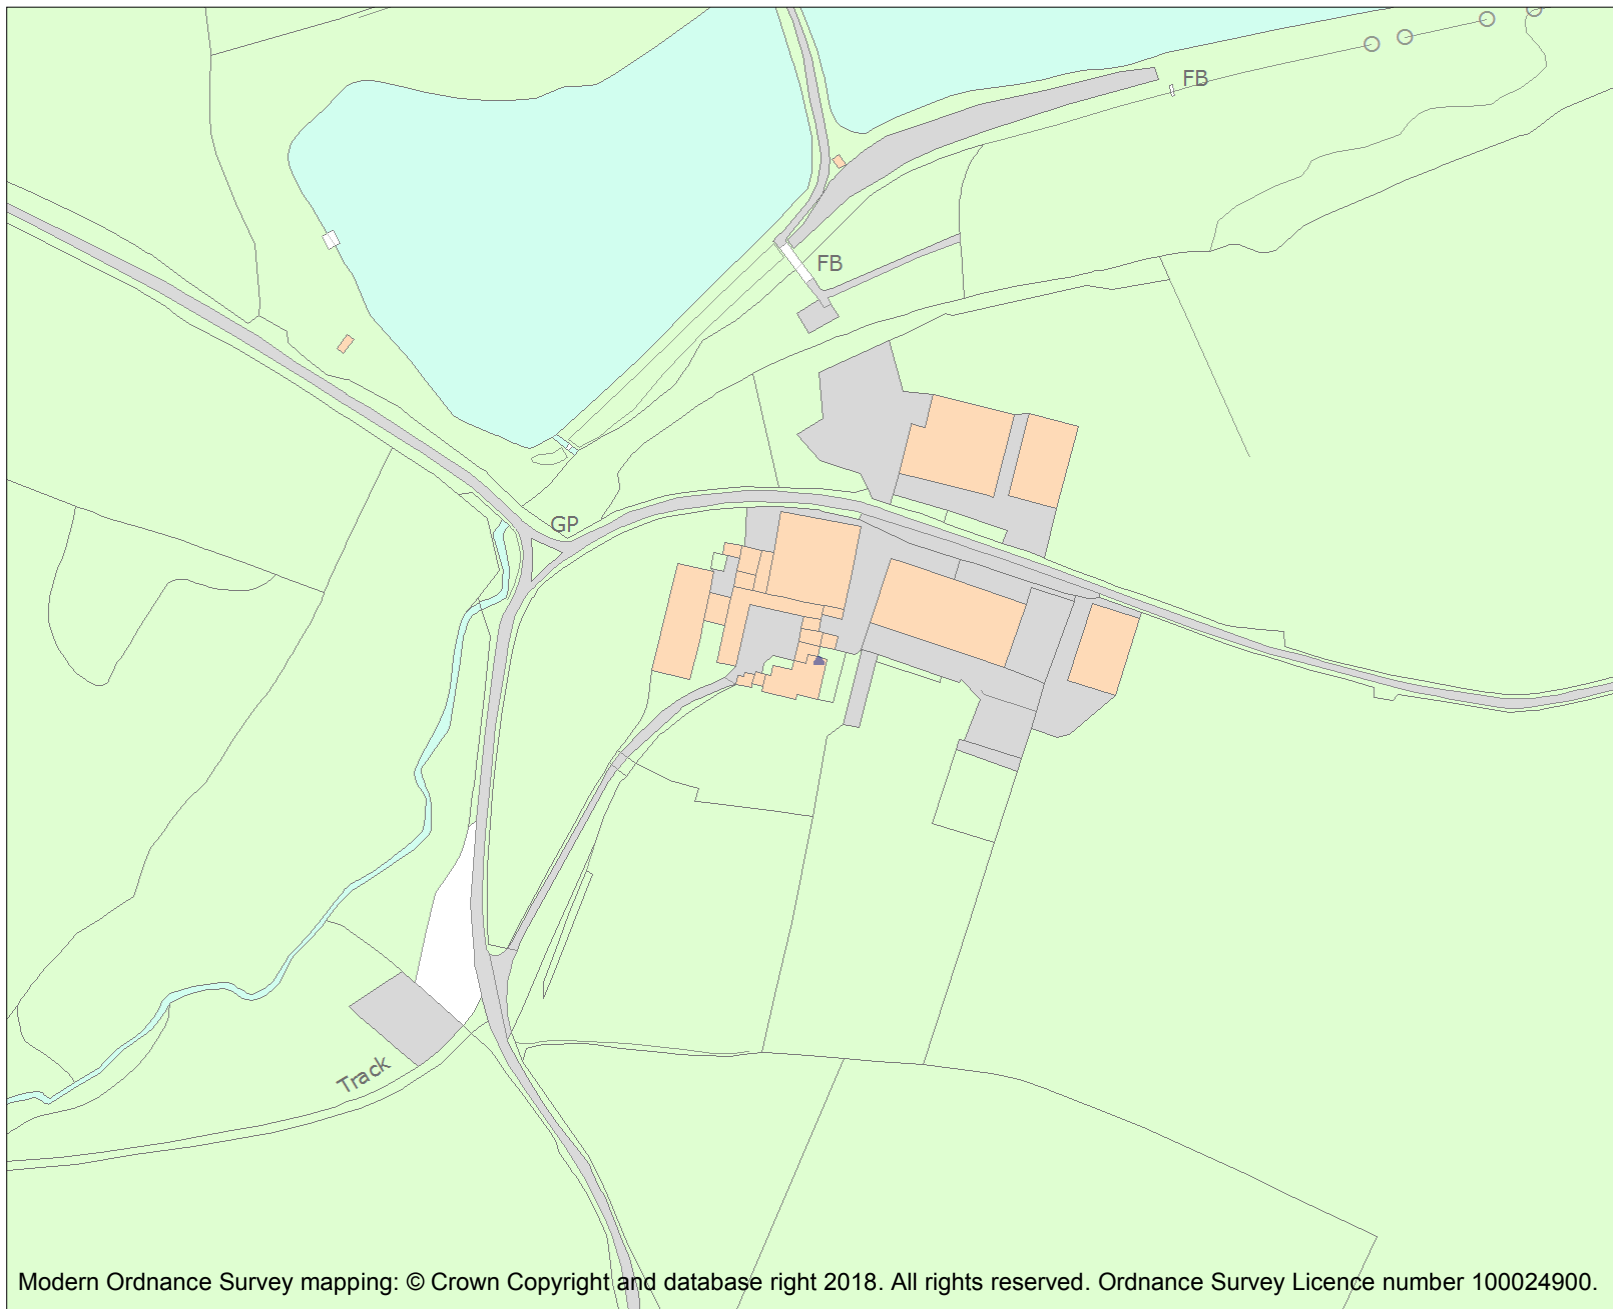 FB
FB
GP
Track
Modern Ordnance Survey mapping: © Crown Copyright and database right 2018. All rights reserved. Ordnance Survey Licence number 100024900.